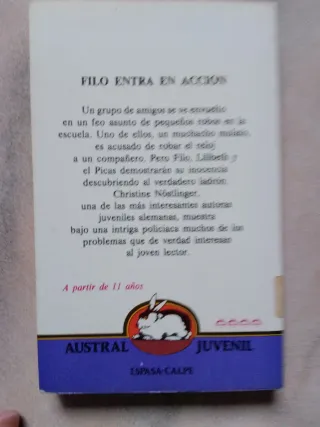 FILO ENTRA EN ACCION
Un grupo de amigos se ve envuelto
en un feo asunto de pequeños robos en la
escuela. Uno de ellos, un muchacho mulato,
es acusado de robar el reloj
a un compañero. Pero Filo, Lilibeth y
el Picas demostrarán su inocencia
descubriendo al verdadero ladrón.
Christine Nöstlinger,
una de las más interesantes autoras
juveniles alemanas, muestra
bajo una intriga policiaca muchos de los
problemas que de verdad interesan
al joven lector.
A partir de 11 años
AUSTRAL JUVENIL
ESPASA-CALPE